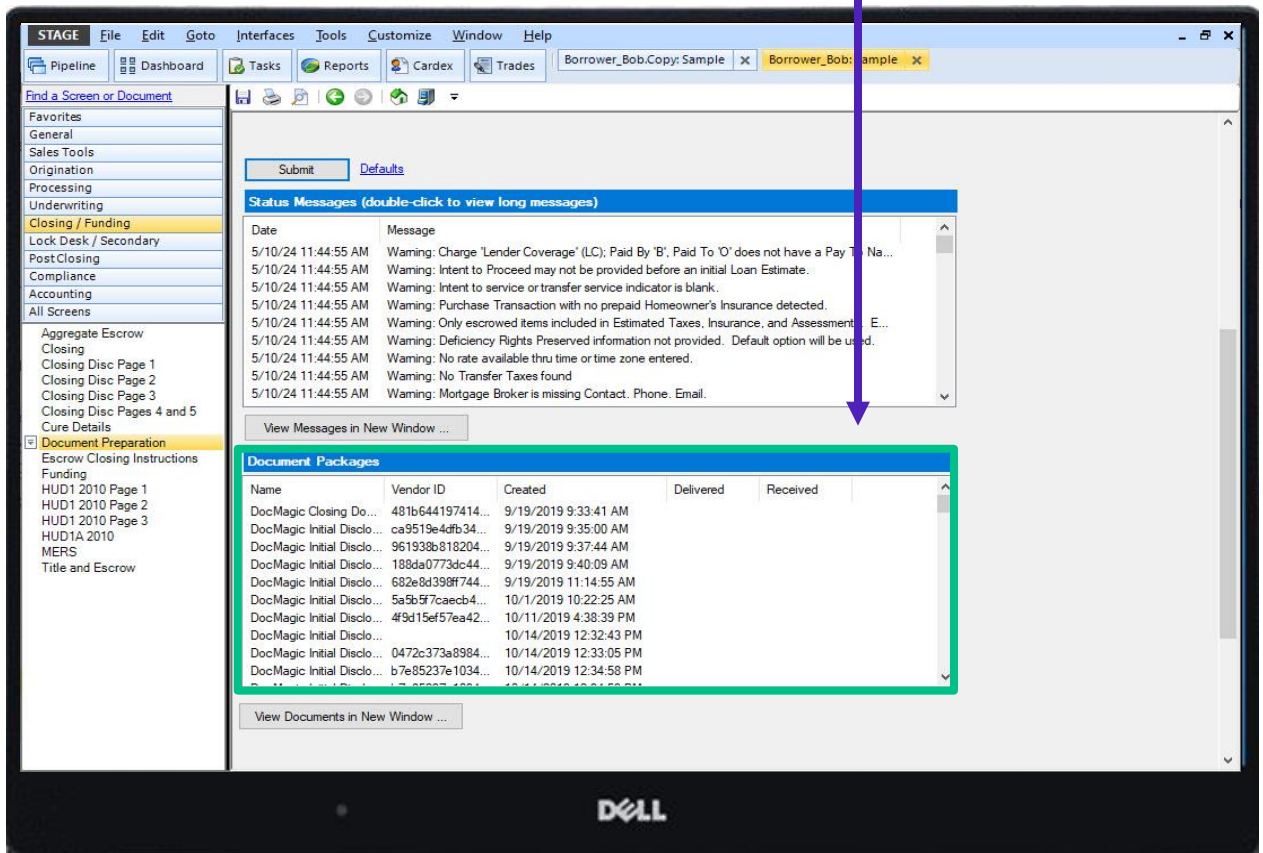 STAGE File Edit Goto Interfaces Tools Customize Window Help
Pipeline Dashboard Tasks Reports Cardex Trades Borrower_Bob.Copy: Sample Borrower_Bob: Sample
Find a Screen or Document
Favorites
General
Sales Tools
Origination
Processing
Underwriting
Closing / Funding
Lock Desk / Secondary
PostClosing
Compliance
Accounting
All Screens
Aggregate Escrow
Closing
Closing Disc Page 1
Closing Disc Page 2
Closing Disc Page 3
Closing Disc Pages 4 and 5
Cure Details
Document Preparation
Escrow Closing Instructions
Funding
HUD1 2010 Page 1
HUD1 2010 Page 2
HUD1 2010 Page 3
HUD1A 2010
MERS
Title and Escrow
Submit Defaults
Status Messages (double-click to view long messages)
Date Message
5/10/24 11:44:55 AM Warning: Charge 'Lender Coverage' (LC); Paid By 'B', Paid To 'O' does not have a Pay To Na...
5/10/24 11:44:55 AM Warning: Intent to Proceed may not be provided before an initial Loan Estimate.
5/10/24 11:44:55 AM Warning: Intent to service or transfer service indicator is blank.
5/10/24 11:44:55 AM Warning: Purchase Transaction with no prepaid Homeowner's Insurance detected.
5/10/24 11:44:55 AM Warning: Only escrowed items included in Estimated Taxes, Insurance, and Assessments. E...
5/10/24 11:44:55 AM Warning: Deficiency Rights Preserved information not provided. Default option will be used.
5/10/24 11:44:55 AM Warning: No rate available thru time or time zone entered.
5/10/24 11:44:55 AM Warning: No Transfer Taxes found
5/10/24 11:44:55 AM Warning: Mortgage Broker is missing Contact. Phone. Email.
View Messages in New Window ...
Document Packages
Name Vendor ID Created Delivered Received
DocMagic Closing Do... 481b644197414... 9/19/2019 9:33:41 AM
DocMagic Initial Disclo... ca9519e4dfb34... 9/19/2019 9:35:00 AM
DocMagic Initial Disclo... 961938b818204... 9/19/2019 9:37:44 AM
DocMagic Initial Disclo... 188da0773dc44... 9/19/2019 9:40:09 AM
DocMagic Initial Disclo... 682e8d398ff744... 9/19/2019 11:14:55 AM
DocMagic Initial Disclo... 5a5b5f7caecb4... 10/1/2019 10:22:25 AM
DocMagic Initial Disclo... 4f9d15ef57ea42... 10/11/2019 4:38:39 PM
DocMagic Initial Disclo... 10/14/2019 12:32:43 PM
DocMagic Initial Disclo... 0472c373a8984... 10/14/2019 12:33:05 PM
DocMagic Initial Disclo... b7e85237e1034... 10/14/2019 12:34:58 PM
View Documents in New Window ...
DELL